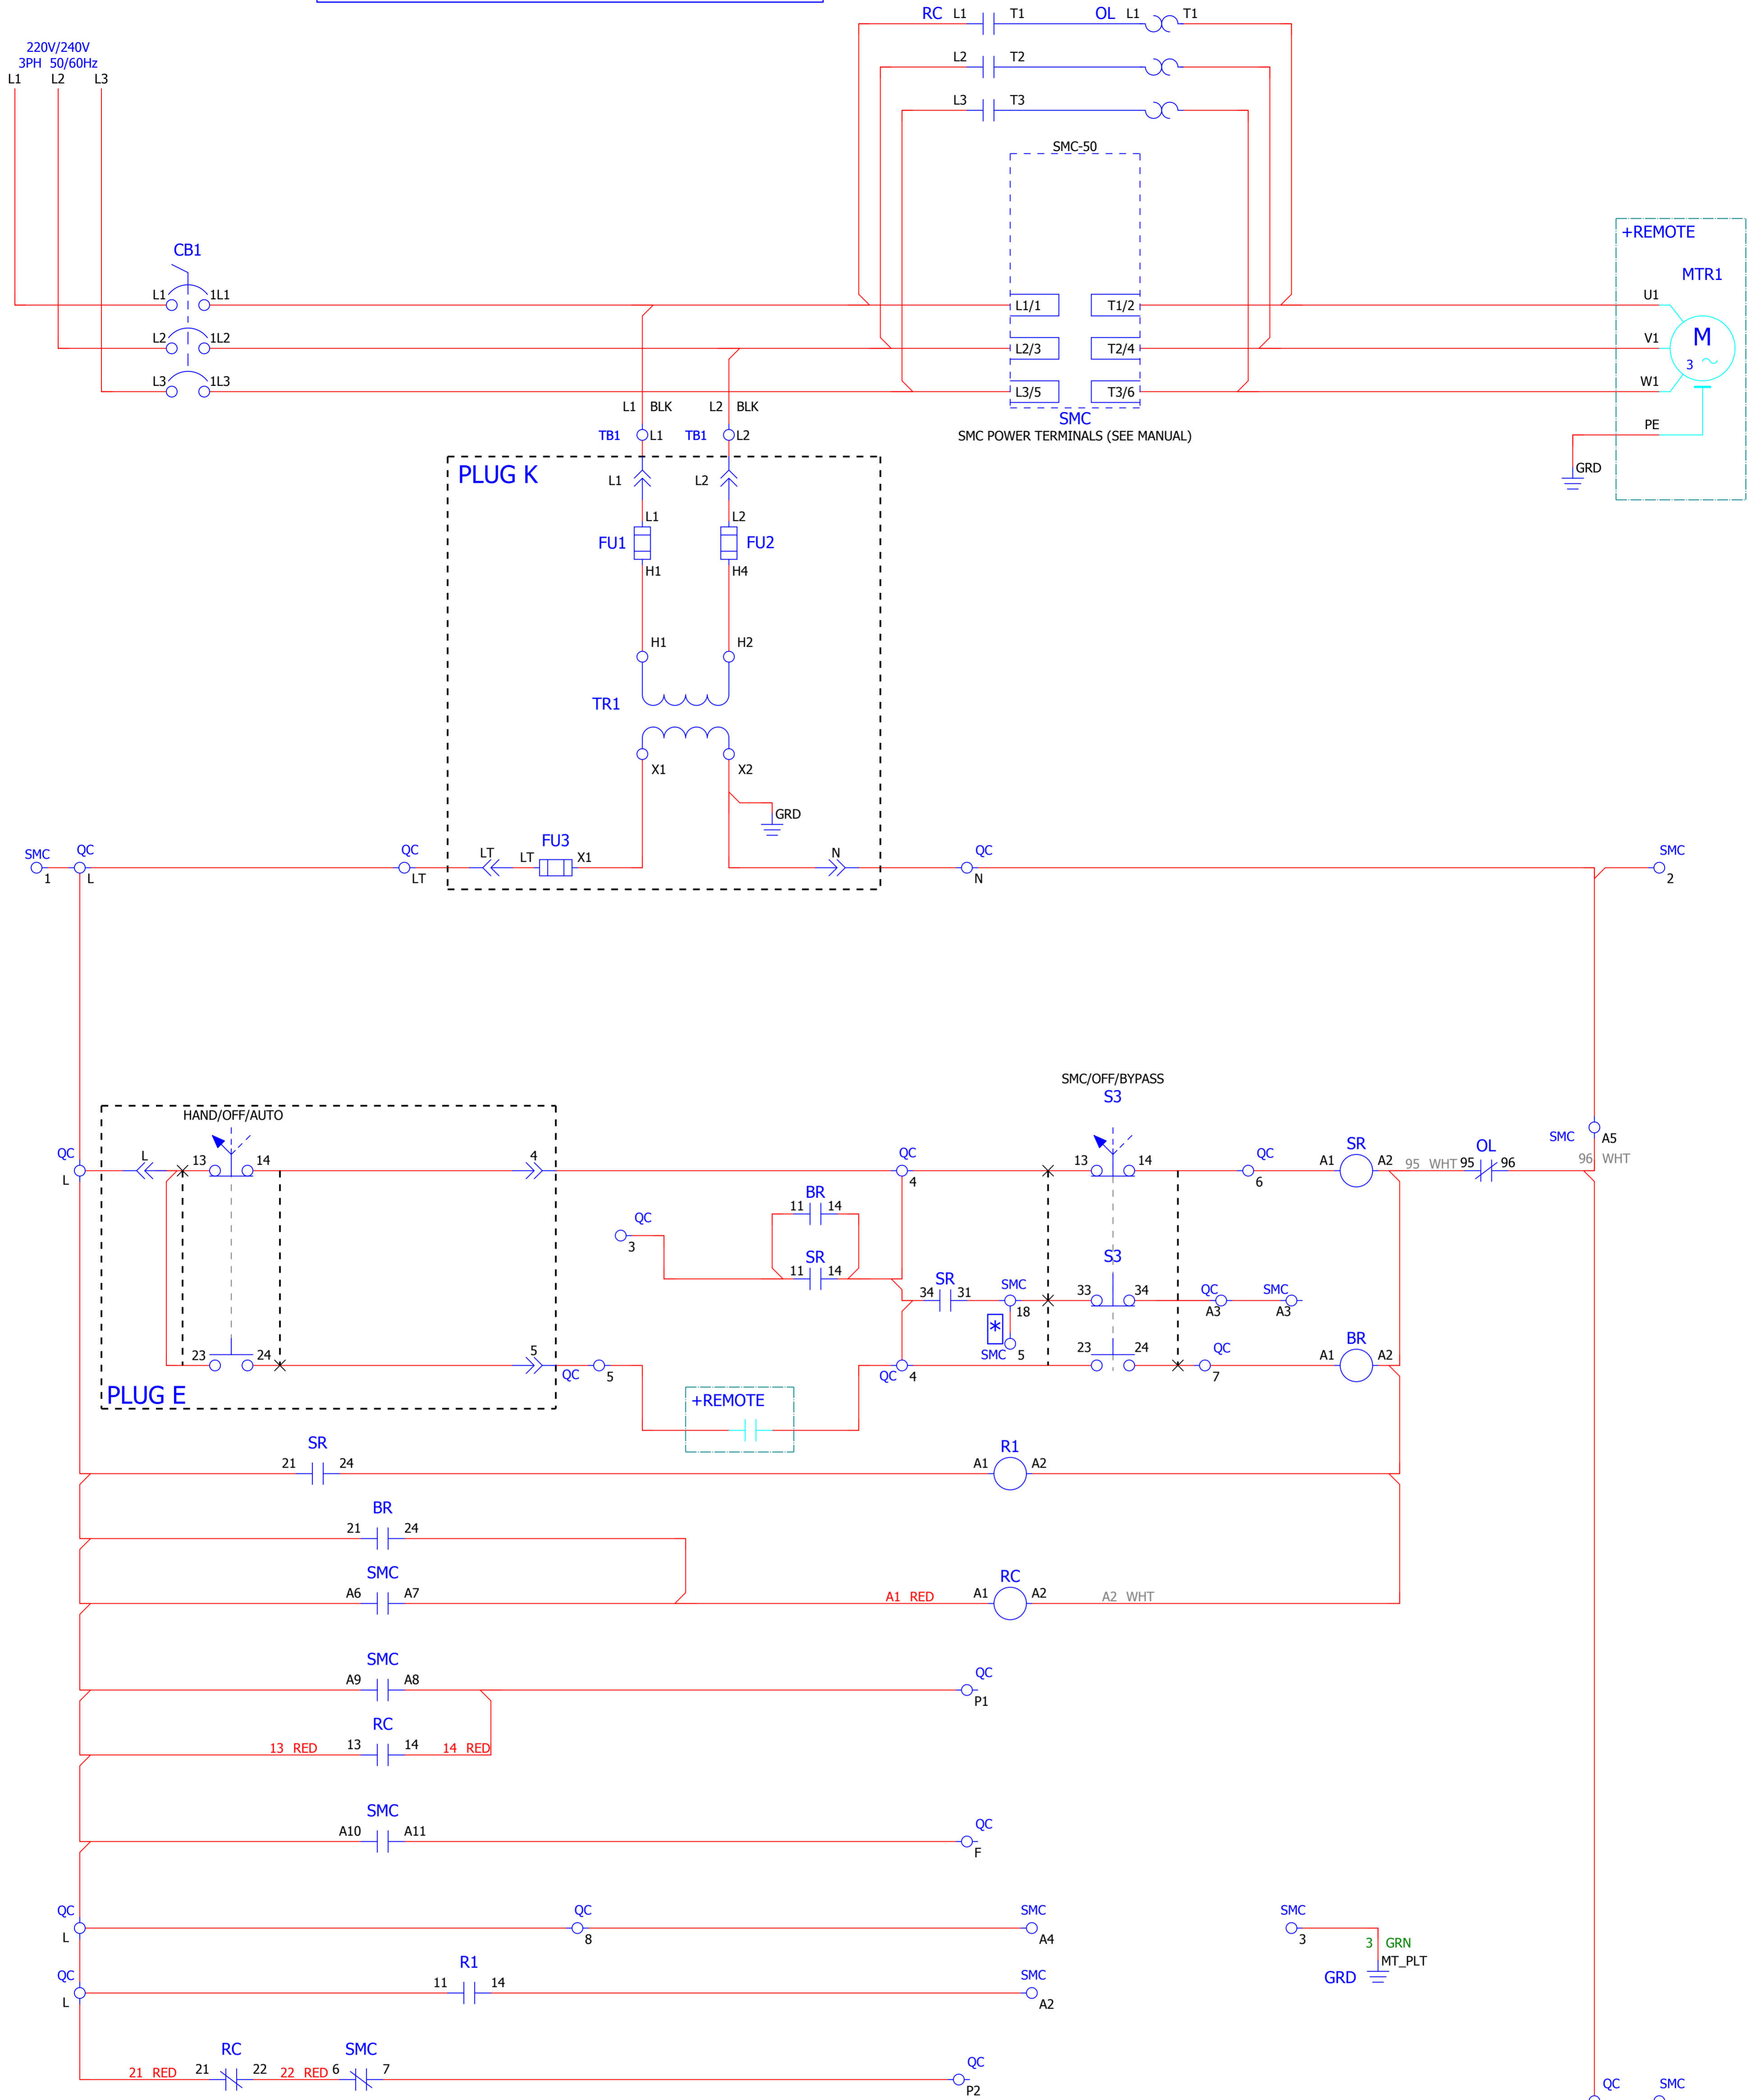 RC L1 T1 OL L1 T1
220V/240V
3PH 50/60Hz
L1 L2 L3
L2 T2
L3 T3
SMC-50
+REMOTE
MTR1
CB1
L1 1L1 L1/1 T1/2 U1
L2 1L2 L2/3 T2/4 V1 M
3
L3 1L3 L3/5 T3/6 W1
L1 BLK L2 BLK
SMC
TB1 L1 TB1 L2
SMC POWER TERMINALS (SEE MANUAL)
PE
GRD
PLUG K
L1 L2
L1 L2
FU1 FU2
H1 H4
H1 H2
TR1
X1 X2
GRD
SMC QC QC FU3 QC SMC
LT LT X1 N
1 L LT N 2
SMC/OFF/BYPASS
S3
HAND/OFF/AUTO
SMC A5
QC L 13 14 4 QC 13 14 QC SR OL
A1 A2 95 WHT 95 96 96 WHT
L 4 6
BR
11 14
QC
3
SR S3
11 14
SR SMC
34 31 33 34 QC SMC
18 A3 A3
*
SMC 5
23 24 5 23 24 QC BR
A1 A2
QC 5 QC 4 7
PLUG E
+REMOTE
SR R1
21 24 A1 A2
BR
21 24
SMC RC
A6 A7 A1 RED A1 A2 A2 WHT
SMC QC
A9 A8
P1
RC
13 RED 13 14 14 RED
SMC QC
A10 A11
F
QC QC SMC SMC
L 8 A4 3
3 GRN
MT_PLT
GRD
QC R1 SMC
11 14
L A2
RC SMC QC
21 RED 21 22 22 RED 6 7
P2
QC SMC